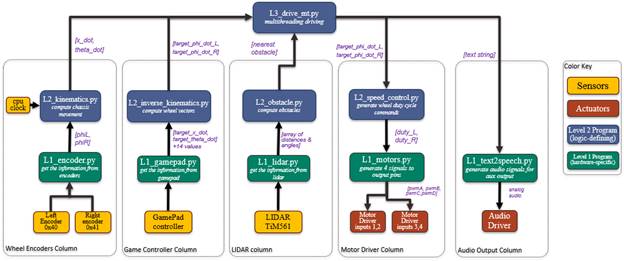 L3_drive_mt.py
multithreading driving
[x_dot,
theta_dot]
[target_phi_dot_L,
target_phi_dot_R]
[nearest
obstacle]
[target_phi_dot_L,
target_phi_dot_R]
[text string]
Color Key
Sensors
Actuators
Level 2 Program
(logic-defining)
Level 1 Program
(hardware-specific)
cpu
clock
L2_kinematics.py
compute chassis
movement
[phiL,
phiR]
L1_encoder.py
get the information from
encoders
Left
Encoder
0x40
Right
encoder
0x41
Wheel Encoders Column
L2_inverse_kinematics.py
compute wheel vectors
[target_x_dot,
target_theta_dot]
+14 values
L1_gamepad.py
get the information from
gamepad
GamePad
controller
Game Controller Column
L2_obstacle.py
compute obstacles
[array of
distances &
angles]
L1_lidar.py
get the information from
lidar
LIDAR
TiM561
LIDAR column
L2_speed_control.py
generate wheel duty cycle
commands
[duty_L,
duty_R]
L1_motors.py
generate 4 signals to
output pins
[pwmA, pwmB,
pwmC, pwmD]
Motor
Driver
inputs 1,2
Motor
Driver
inputs 3,4
Motor Driver Column
L1_text2speech.py
generate audio signals for
aux output
analog
audio
Audio
Driver
Audio Output Column